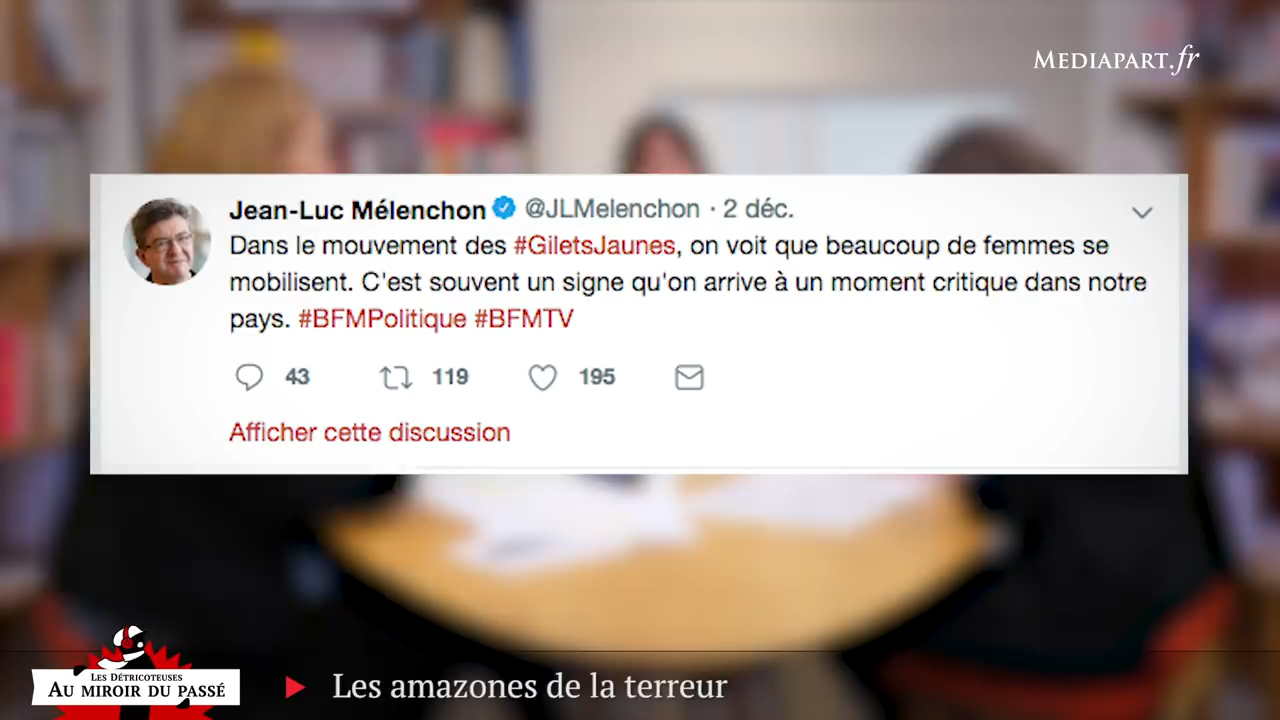 MEDIAPART.fr
Jean-Luc Mélenchon @JLMelenchon · 2 déc.
Dans le mouvement des #GiletsJaunes, on voit que beaucoup de femmes se
mobilisent. C'est souvent un signe qu'on arrive à un moment critique dans notre
pays. #BFMPolitique #BFMTV
43 119 195
Afficher cette discussion
LES DÉTRICOTEUSES
AU MIROIR DU PASSÉ
Les amazones de la terreur